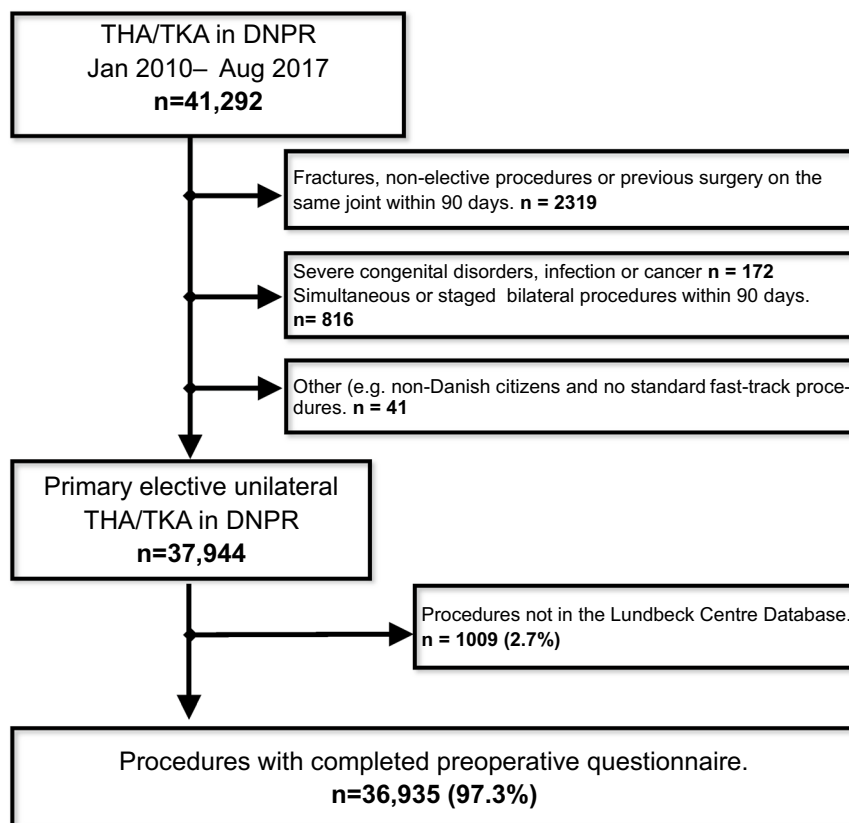 THA/TKA in DNPR
Jan 2010– Aug 2017
n=41,292
Fractures, non-elective procedures or previous surgery on the
same joint within 90 days. n = 2319
Severe congenital disorders, infection or cancer n = 172
Simultaneous or staged bilateral procedures within 90 days.
n= 816
Other (e.g. non-Danish citizens and no standard fast-track proce-
dures. n = 41
Primary elective unilateral
THA/TKA in DNPR
n=37,944
Procedures not in the Lundbeck Centre Database.
n = 1009 (2.7%)
Procedures with completed preoperative questionnaire.
n=36,935 (97.3%)